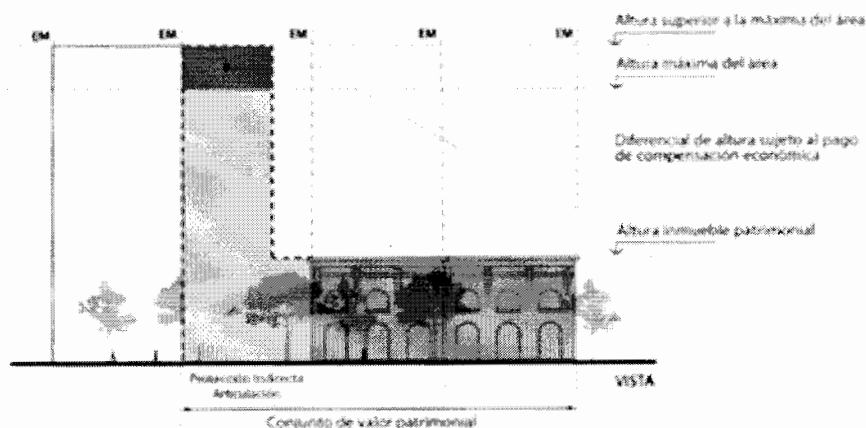 Altura superior a la máxima del área
EM EM EM EM EM
Altura máxima del área
Diferencial de altura sujeto al pago
de compensación económica
Altura inmueble patrimonial
Protección Indirecta
Articulación
VISTA
Conjunto de valor patrimonial